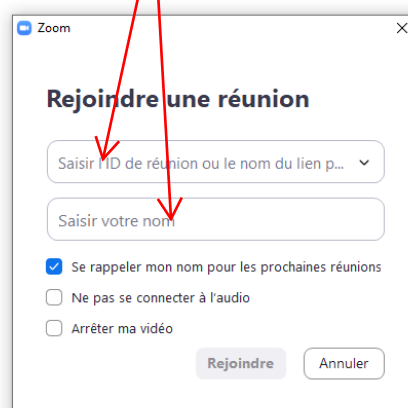 Zoom
Rejoindre une réunion
Saisir l'ID de réunion ou le nom du lien p...
Saisir votre nom
Se rappeler mon nom pour les prochaines réunions
Ne pas se connecter à l'audio
Arrêter ma vidéo
Rejoindre Annuler